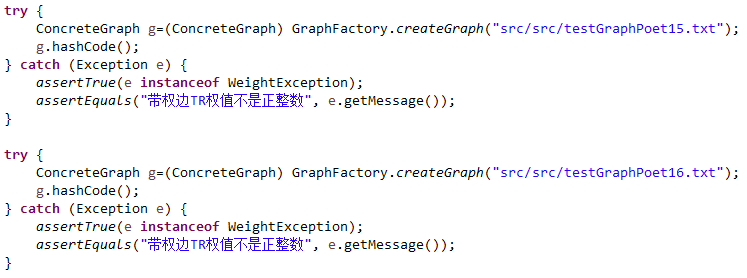 try {
    ConcreteGraph g=(ConcreteGraph) GraphFactory.createGraph("src/src/testGraphPoet15.txt");
    g.hashCode();
} catch (Exception e) {
    assertTrue(e instanceof WeightException);
    assertEquals("带权边TR权值不是正整数", e.getMessage());
}
try {
    ConcreteGraph g=(ConcreteGraph) GraphFactory.createGraph("src/src/testGraphPoet16.txt");
    g.hashCode();
} catch (Exception e) {
    assertTrue(e instanceof WeightException);
    assertEquals("带权边TR权值不是正整数", e.getMessage());
}